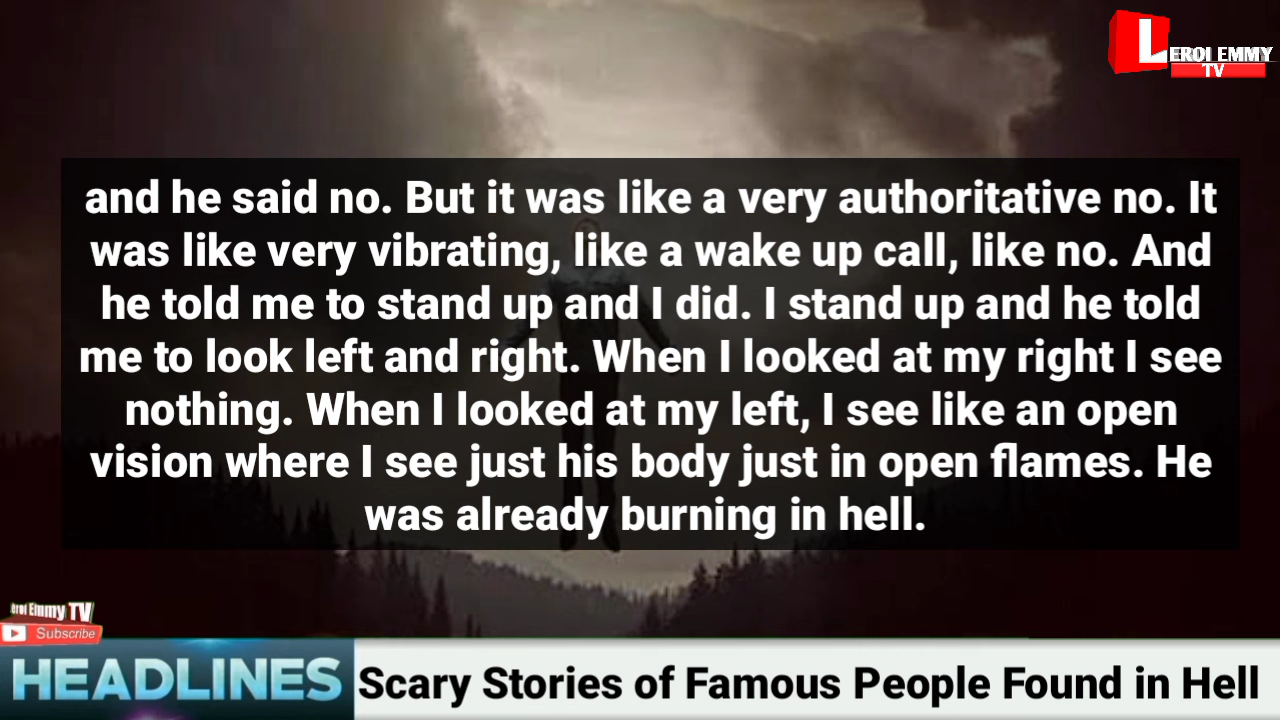 LEROI EMMY
TV
and he said no. But it was like a very authoritative no. It
was like very vibrating, like a wake up call, like no. And
he told me to stand up and I did. I stand up and he told
me to look left and right. When I looked at my right I see
nothing. When I looked at my left, I see like an open
vision where I see just his body just in open flames. He
was already burning in hell.
eroi Emmy TV
Subscribe
HEADLINES
Scary Stories of Famous People Found in Hell